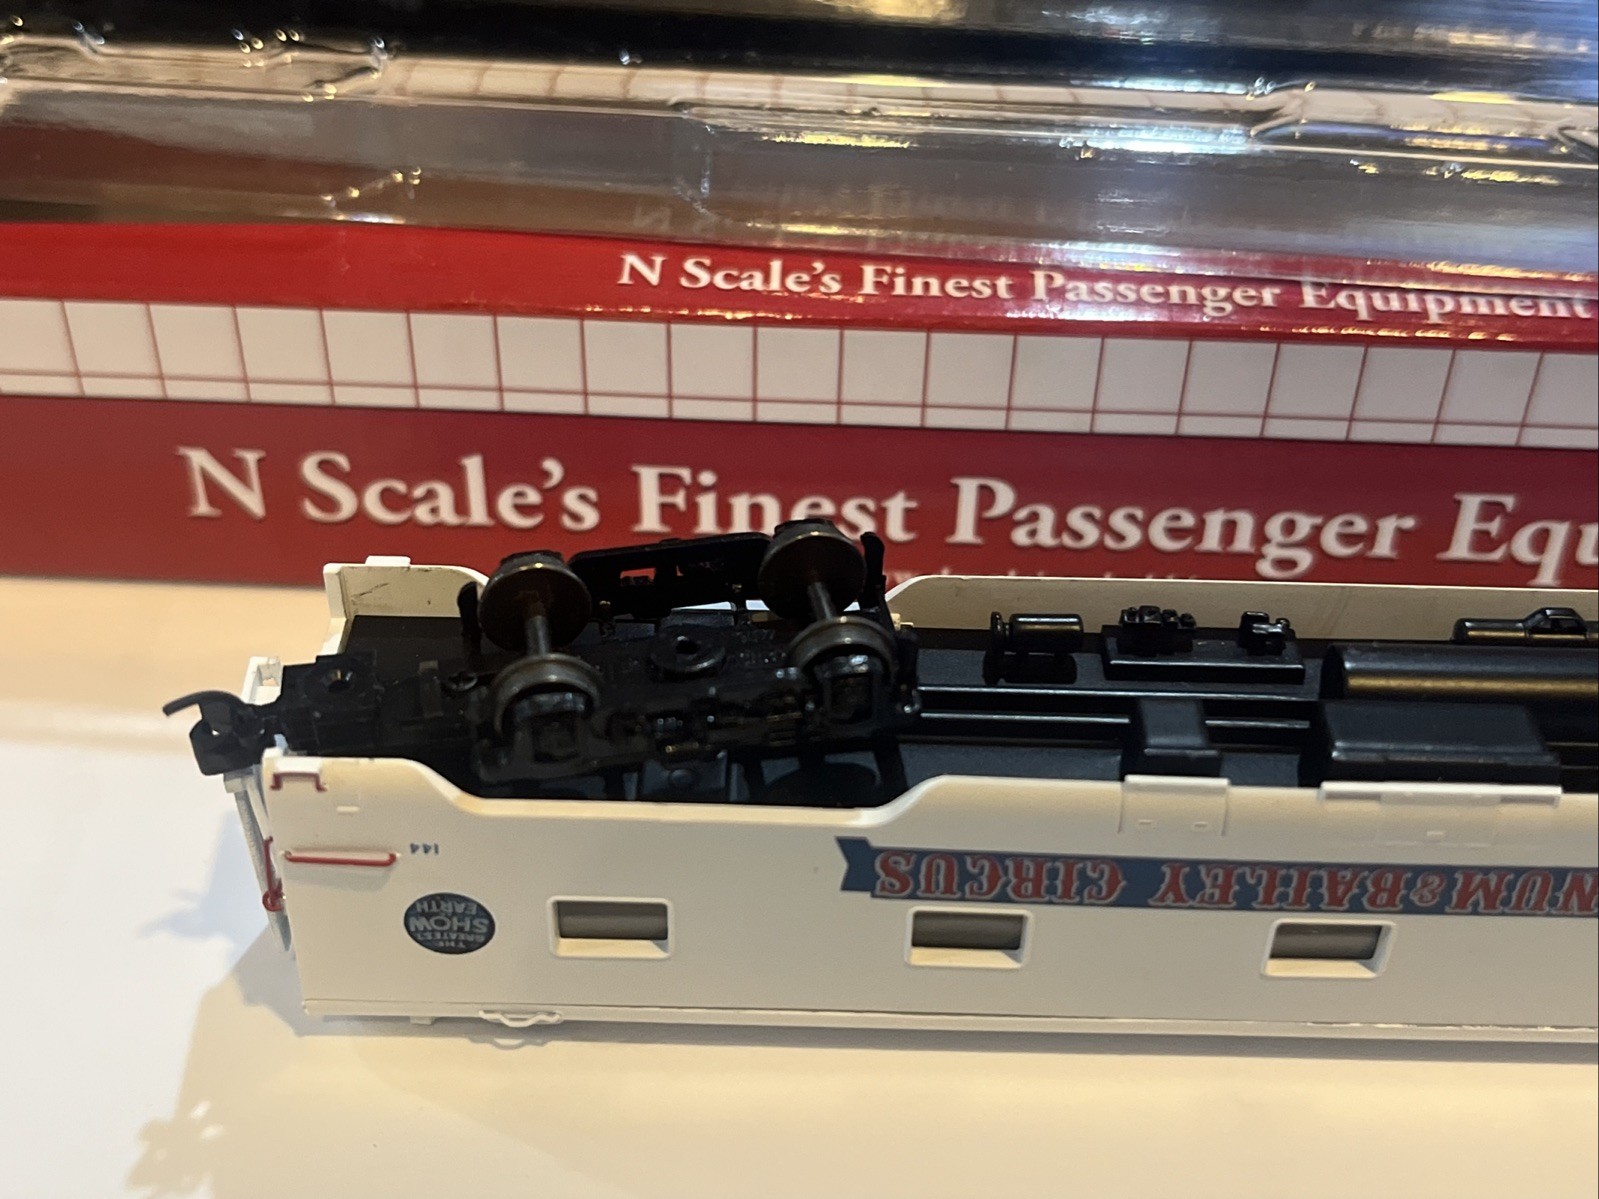 N Scale's Finest Passenger Equipment
N Scale's Finest Passenger Equ
144
NUM & BAILEY CIRCUS
THE
GREATEST
SHOW
EARTH